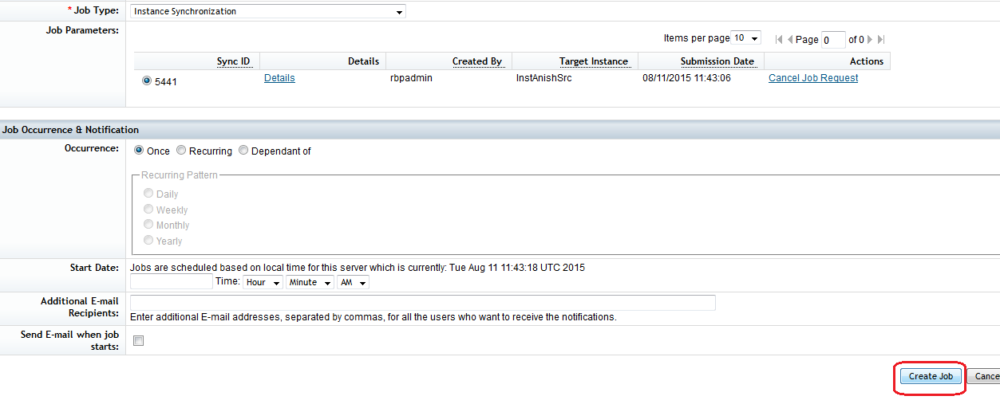 * Job Type: Instance Synchronization
Job Parameters:
Items per page 10 Page 0 of 0
Sync ID Details Created By Target Instance Submission Date Actions
5441 Details rbpadmin InstAnishSrc 08/11/2015 11:43:06 Cancel Job Request
Job Occurrence & Notification
Occurrence: Once Recurring Dependant of
Recurring Pattern
Daily
Weekly
Monthly
Yearly
Start Date: Jobs are scheduled based on local time for this server which is currently: Tue Aug 11 11:43:18 UTC 2015
Time: Hour Minute AM
Additional E-mail
Recipients:
Enter additional E-mail addresses, separated by commas, for all the users who want to receive the notifications.
Send E-mail when job
starts:
Create Job Cance